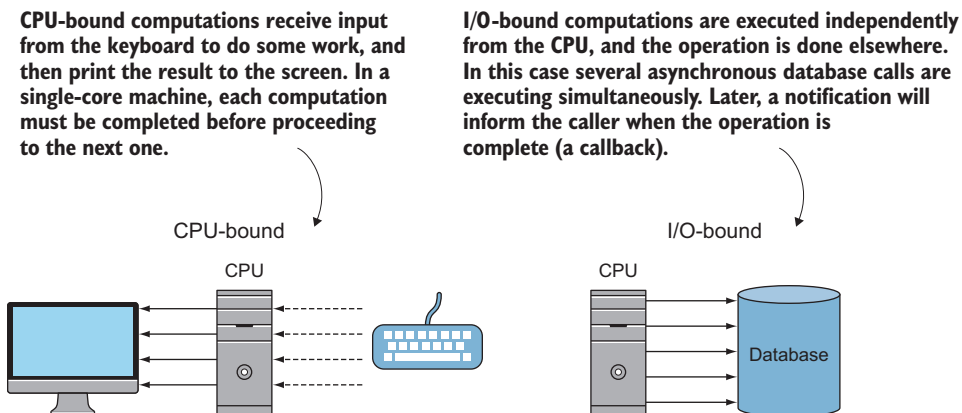 CPU-bound computations receive input
from the keyboard to do some work, and
then print the result to the screen. In a
single-core machine, each computation
must be completed before proceeding
to the next one.
I/O-bound computations are executed independently
from the CPU, and the operation is done elsewhere.
In this case several asynchronous database calls are
executing simultaneously. Later, a notification will
inform the caller when the operation is
complete (a callback).
CPU-bound
I/O-bound
CPU
CPU
Database